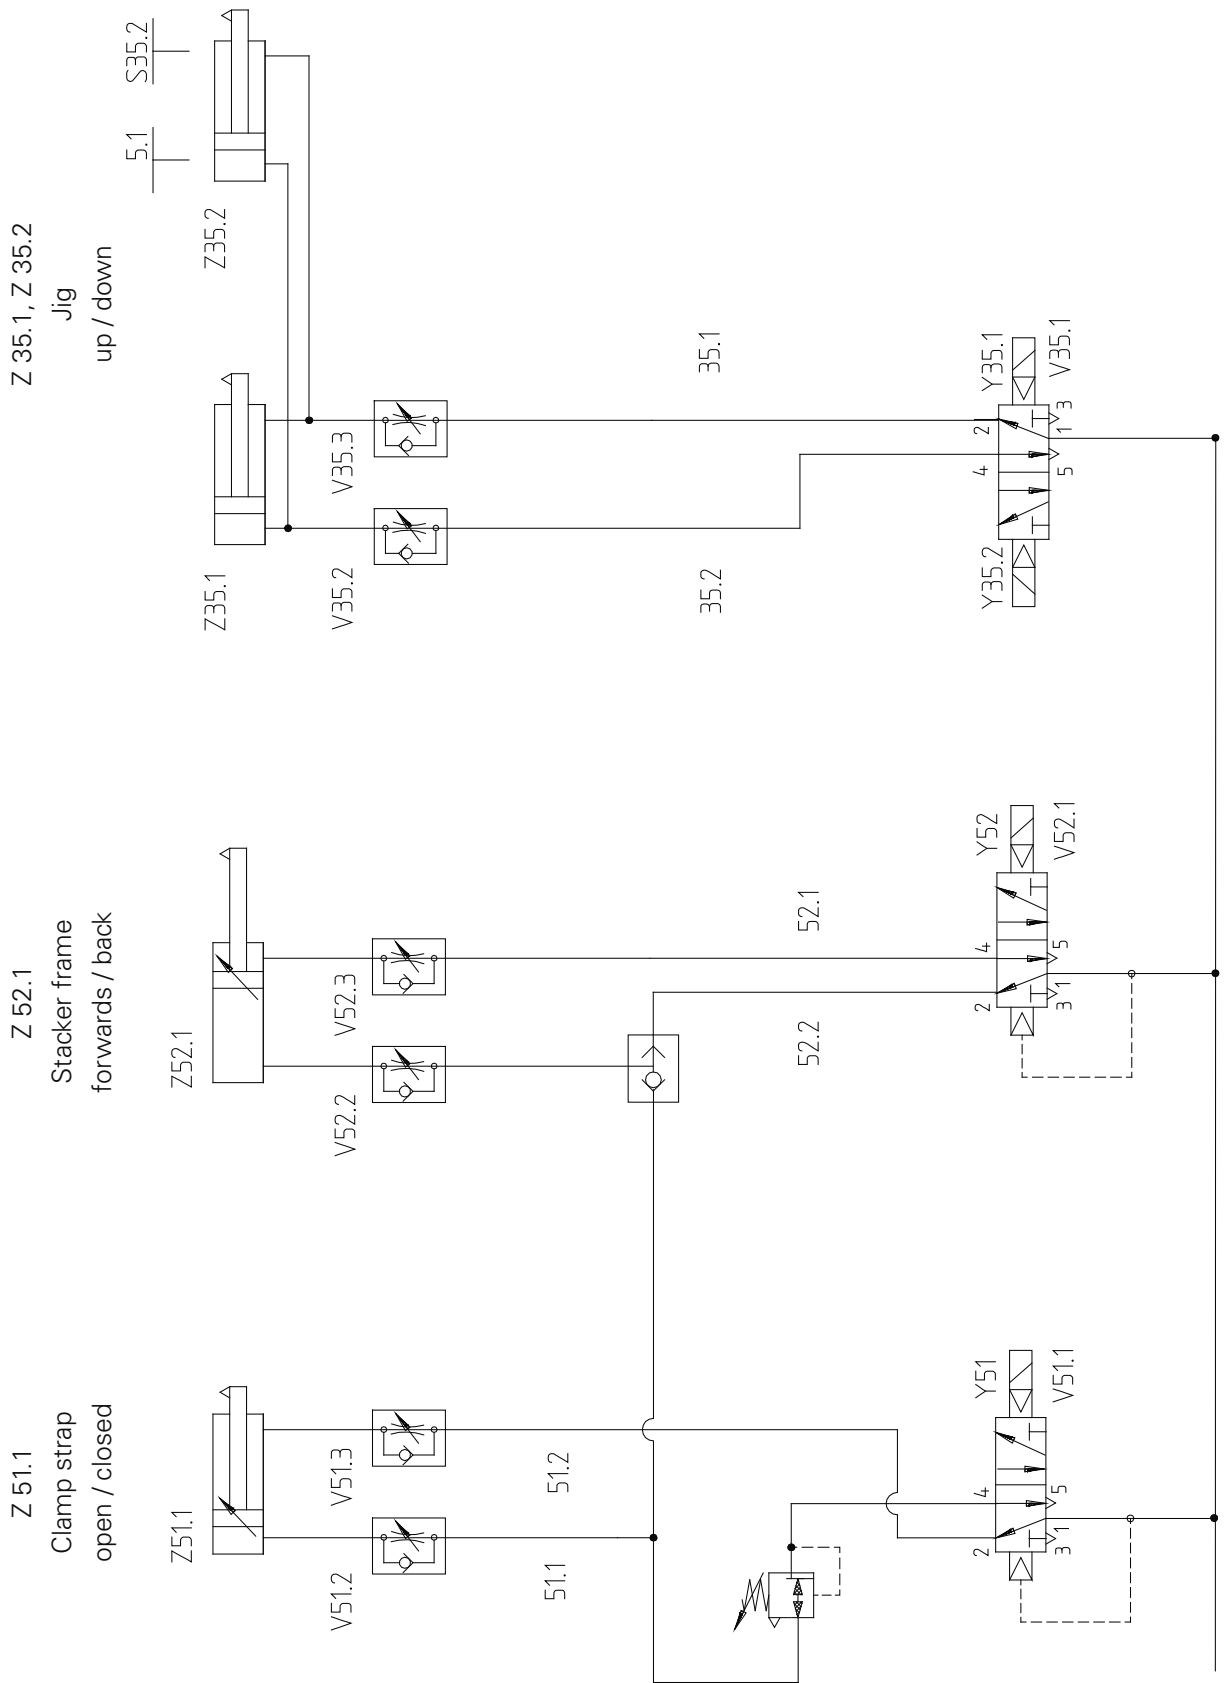 Z 51.1
Clamp strap
open / closed
Z 52.1
Stacker frame
forwards / back
Z 35.1, Z 35.2
Jig
up / down
5.1
S35.2
Z51.1
Z52.1
Z35.1
Z35.2
V51.2
V51.3
V52.2
V52.3
V35.2
V35.3
51.1
51.2
52.2
52.1
35.2
35.1
2
4
Y51
3
1
5
V51.1
2
4
Y52
3
1
5
V52.1
Y35.2
4
2
Y35.1
5
1
3
V35.1